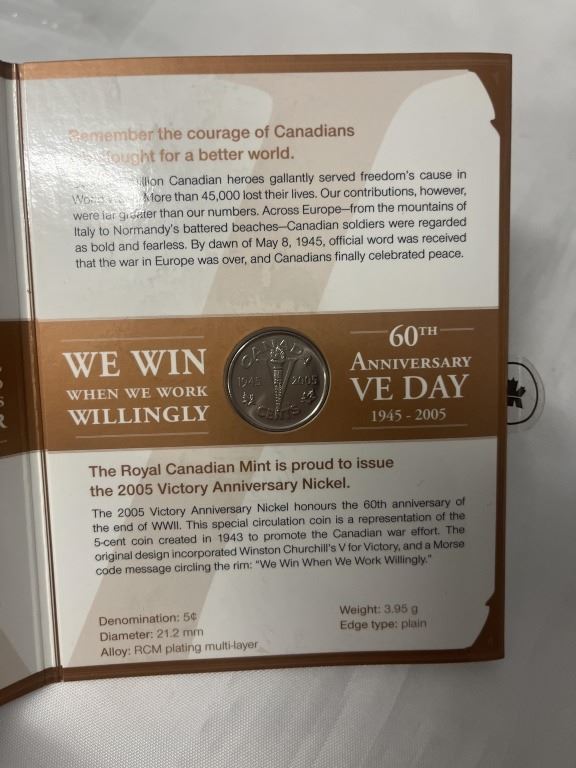 Remember the courage of Canadians
fought for a better world.
Canadian heroes gallantly served freedom's cause in
More than 45,000 lost their lives. Our contributions, however,
were far greater than our numbers. Across Europe—from the mountains of
Italy to Normandy's battered beaches—Canadian soldiers were regarded
as bold and fearless. By dawn of May 8, 1945, official word was received
that the war in Europe was over, and Canadians finally celebrated peace.
S
R
WE WIN
WHEN WE WORK
WILLINGLY
CANADA
1945 2005
CENTS
60TH
ANNIVERSARY
VE DAY
1945 - 2005
The Royal Canadian Mint is proud to issue
the 2005 Victory Anniversary Nickel.
The 2005 Victory Anniversary Nickel honours the 60th anniversary of
the end of WWII. This special circulation coin is a representation of the
5-cent coin created in 1943 to promote the Canadian war effort. The
original design incorporated Winston Churchill's V for Victory, and a Morse
code message circling the rim: "We Win When We Work Willingly."
Denomination: 5¢
Diameter: 21.2 mm
Alloy: RCM plating multi-layer
Weight: 3.95 g
Edge type: plain